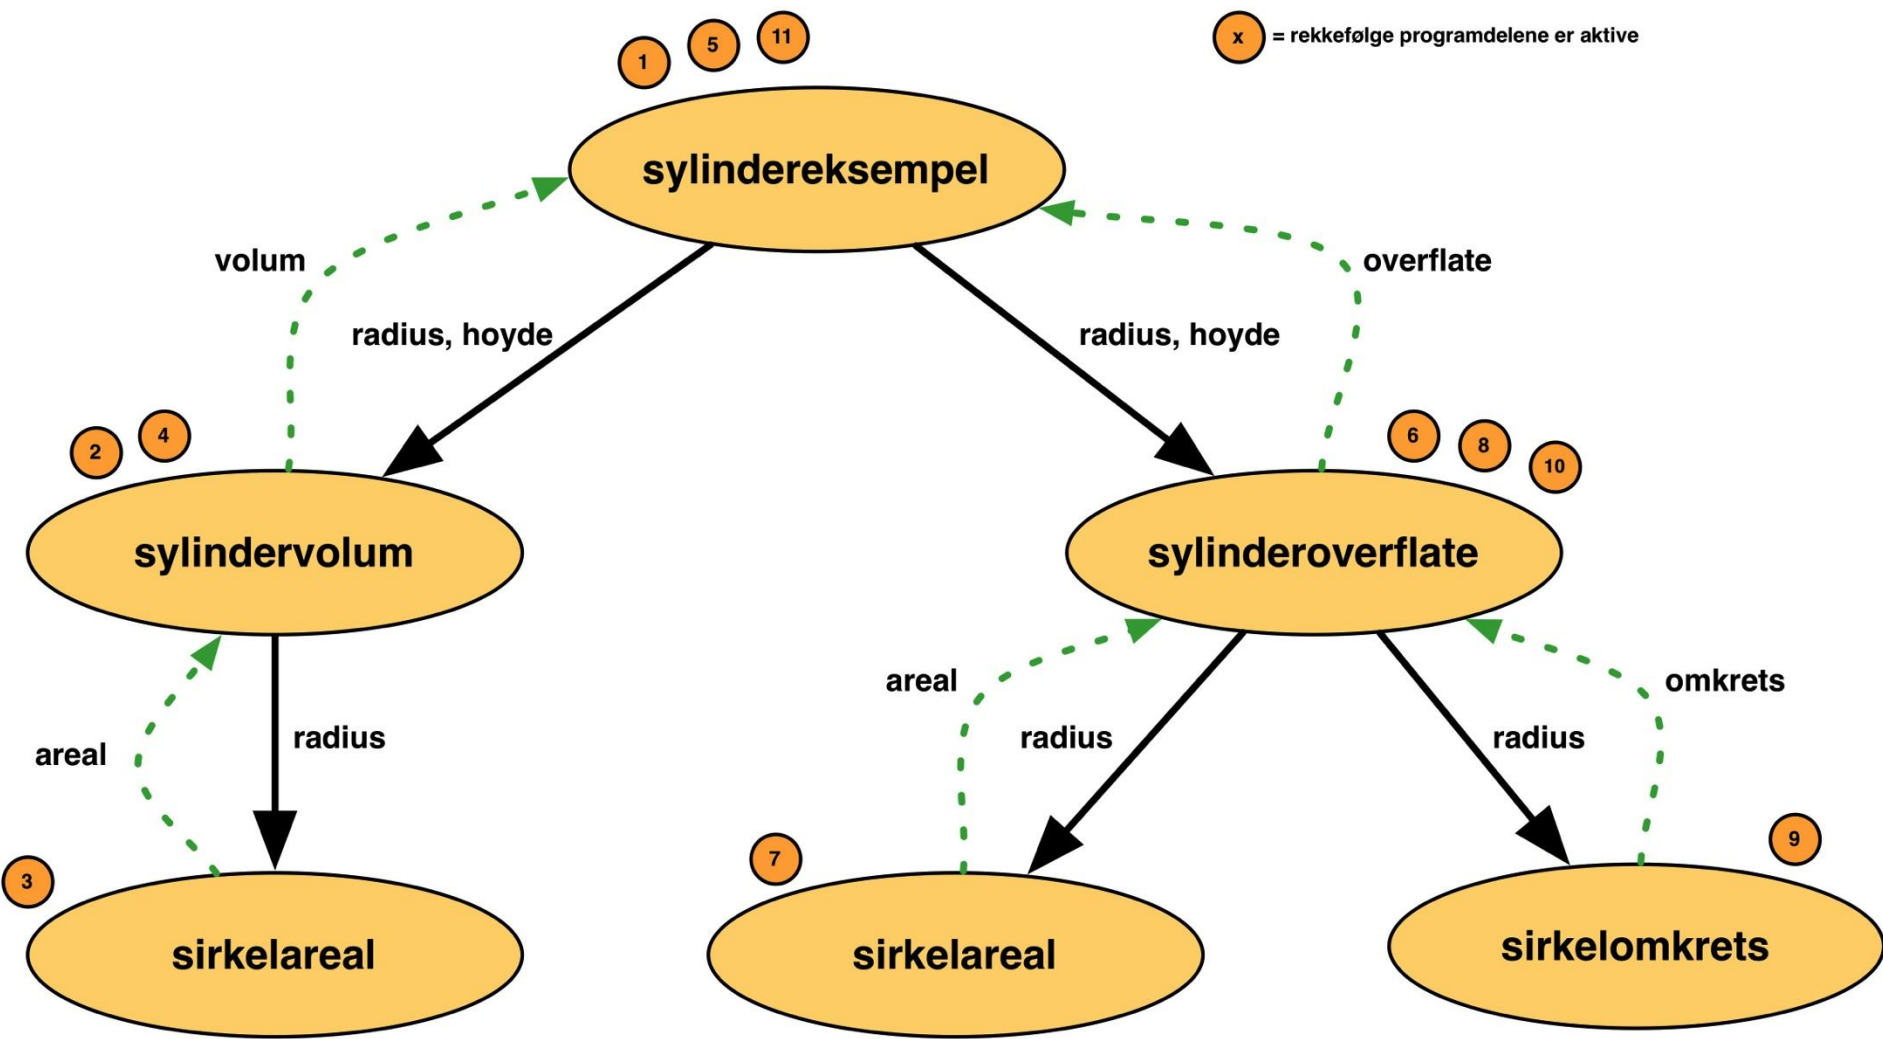 1
5
11
x
= rekkefølge programdelene er aktive
sylindereksempel
volum
overflate
radius, hoyde
radius, hoyde
2
4
6
8
10
sylindervolum
sylinderoverflate
areal
radius
areal
radius
radius
omkrets
3
7
9
sirkelareal
sirkelareal
sirkelomkrets